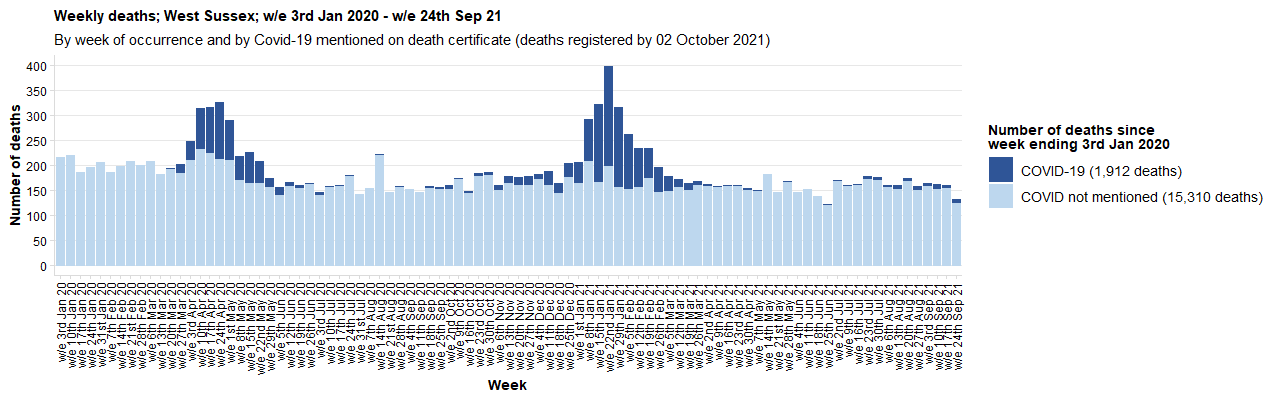 Weekly deaths; West Sussex; w/e 3rd Jan 2020 - w/e 24th Sep 21
By week of occurrence and by Covid-19 mentioned on death certificate (deaths registered by 02 October 2021)
Number of deaths
400
350
300
250
200
150
100
50
0
w/e 3rd Jan 20
w/e 10th Jan 20
w/e 17th Jan 20
w/e 24th Jan 20
w/e 31st Jan 20
w/e 7th Feb 20
w/e 14th Feb 20
w/e 21st Feb 20
w/e 28th Feb 20
w/e 6th Mar 20
w/e 13th Mar 20
w/e 20th Mar 20
w/e 27th Mar 20
w/e 3rd Apr 20
w/e 10th Apr 20
w/e 17th Apr 20
w/e 24th Apr 20
w/e 1st May 20
w/e 8th May 20
w/e 15th May 20
w/e 22nd May 20
w/e 29th May 20
w/e 5th Jun 20
w/e 12th Jun 20
w/e 19th Jun 20
w/e 26th Jun 20
w/e 3rd Jul 20
w/e 10th Jul 20
w/e 17th Jul 20
w/e 24th Jul 20
w/e 31st Jul 20
w/e 7th Aug 20
w/e 14th Aug 20
w/e 21st Aug 20
w/e 28th Aug 20
w/e 4th Sep 20
w/e 11th Sep 20
w/e 18th Sep 20
w/e 25th Sep 20
w/e 2nd Oct 20
w/e 9th Oct 20
w/e 16th Oct 20
w/e 23rd Oct 20
w/e 30th Oct 20
w/e 6th Nov 20
w/e 13th Nov 20
w/e 20th Nov 20
w/e 27th Nov 20
w/e 4th Dec 20
w/e 11th Dec 20
w/e 18th Dec 20
w/e 25th Dec 20
w/e 1st Jan 21
w/e 8th Jan 21
w/e 15th Jan 21
w/e 22nd Jan 21
w/e 29th Jan 21
w/e 5th Feb 21
w/e 12th Feb 21
w/e 19th Feb 21
w/e 26th Feb 21
w/e 5th Mar 21
w/e 12th Mar 21
w/e 19th Mar 21
w/e 26th Mar 21
w/e 2nd Apr 21
w/e 9th Apr 21
w/e 16th Apr 21
w/e 23rd Apr 21
w/e 30th Apr 21
w/e 7th May 21
w/e 14th May 21
w/e 21st May 21
w/e 28th May 21
w/e 4th Jun 21
w/e 11th Jun 21
w/e 18th Jun 21
w/e 25th Jun 21
w/e 2nd Jul 21
w/e 9th Jul 21
w/e 16th Jul 21
w/e 23rd Jul 21
w/e 30th Jul 21
w/e 6th Aug 21
w/e 13th Aug 21
w/e 20th Aug 21
w/e 27th Aug 21
w/e 3rd Sep 21
w/e 10th Sep 21
w/e 17th Sep 21
w/e 24th Sep 21
Week
Number of deaths since
week ending 3rd Jan 2020
COVID-19 (1,912 deaths)
COVID not mentioned (15,310 deaths)